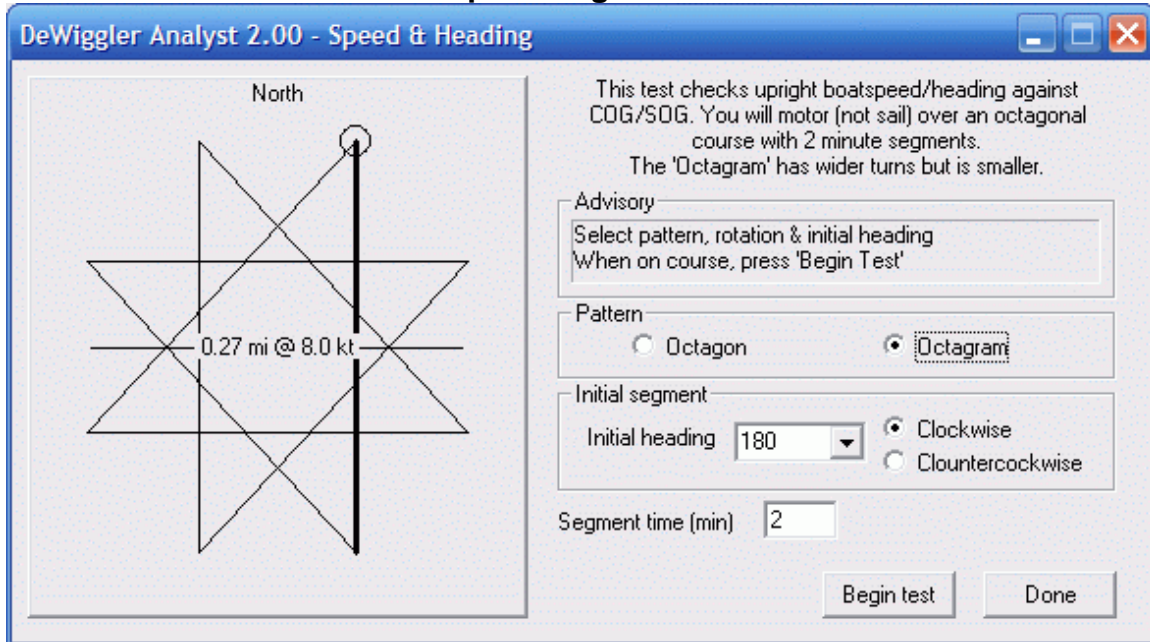 DeWiggler Analyst 2.00 - Speed & Heading
North
0.27 mi @ 8.0 kt
This test checks upright boatspeed/heading against
COG/SOG. You will motor (not sail) over an octagonal
course with 2 minute segments.
The 'Octagram' has wider turns but is smaller.
Advisory
Select pattern, rotation & initial heading
When on course, press 'Begin Test'
Pattern
Octagon Octagram
Initial segment
Initial heading 180
Clockwise
Clountercockwise
Segment time (min) 2
Begin test Done